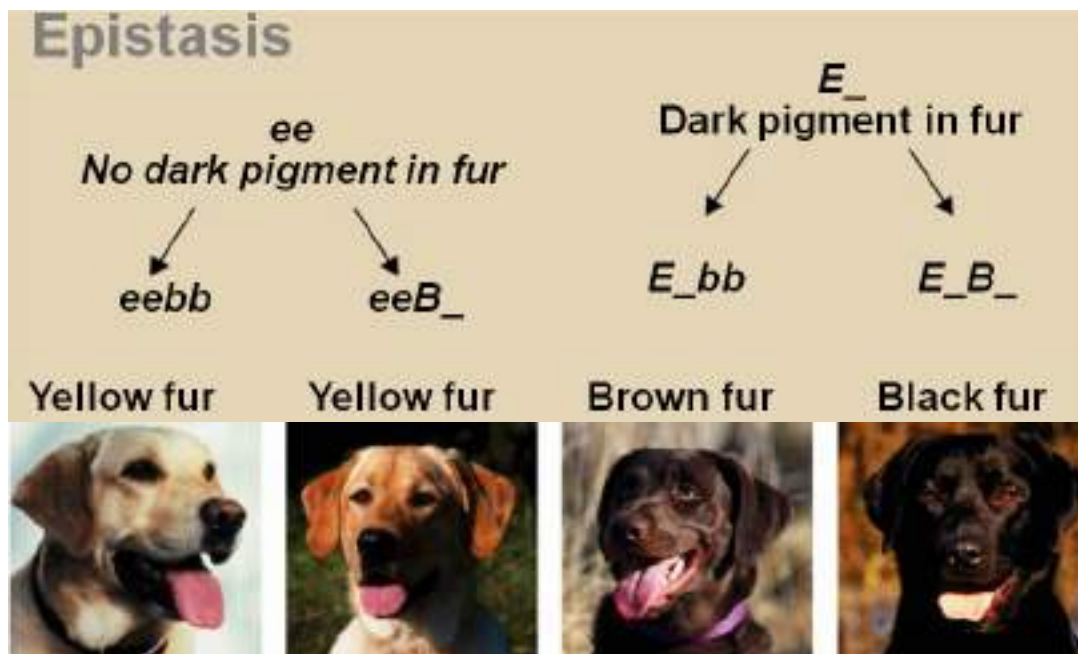 Epistasis
ee
No dark pigment in fur
eebb
eeB_
Yellow fur
Yellow fur
E_
Dark pigment in fur
E_bb
E_B_
Brown fur
Black fur